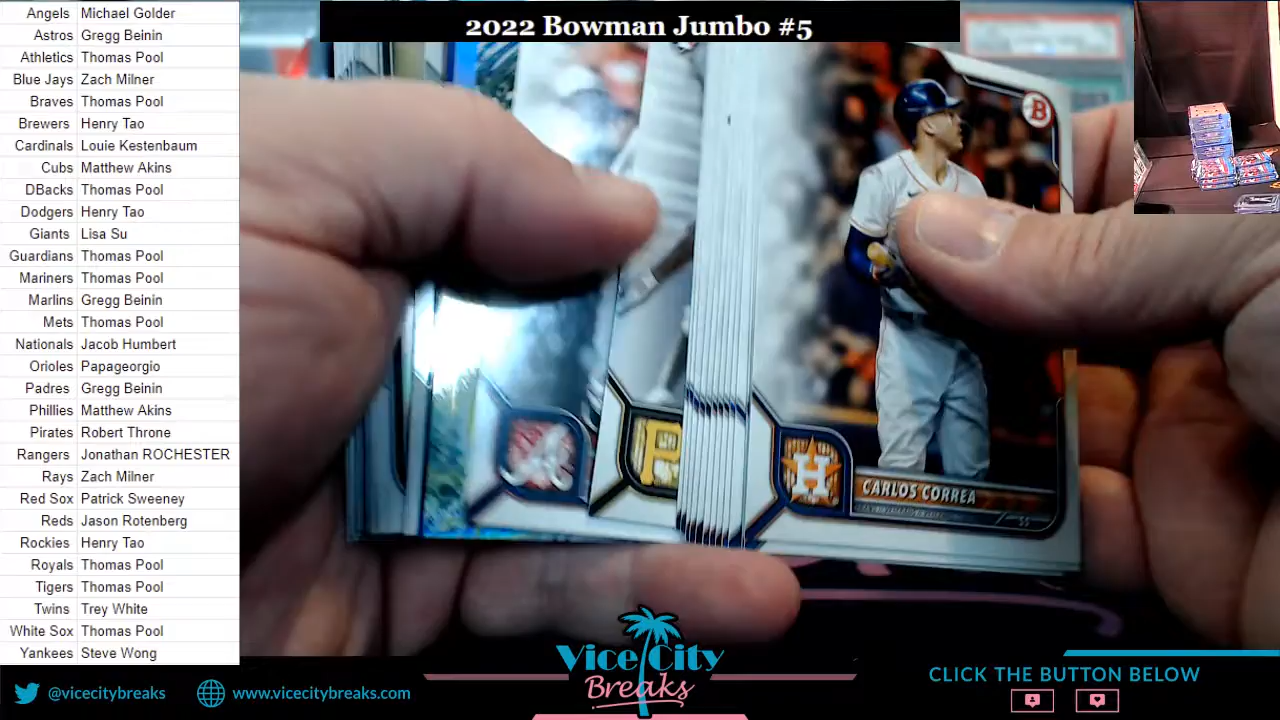 2022 Bowman Jumbo #5
Angels Michael Golder
Astros Gregg Beinin
Athletics Thomas Pool
Blue Jays Zach Milner
Braves Thomas Pool
Brewers Henry Tao
Cardinals Louie Kestenbaum
Cubs Matthew Akins
DBacks Thomas Pool
Dodgers Henry Tao
Giants Lisa Su
Guardians Thomas Pool
Mariners Thomas Pool
Marlins Gregg Beinin
Mets Thomas Pool
Nationals Jacob Humbert
Orioles Papageorgio
Padres Gregg Beinin
Phillies Matthew Akins
Pirates Robert Throne
Rangers Jonathan ROCHESTER
Rays Zach Milner
Red Sox Patrick Sweeney
Reds Jason Rotenberg
Rockies Henry Tao
Royals Thomas Pool
Tigers Thomas Pool
Twins Trey White
White Sox Thomas Pool
Yankees Steve Wong
B
P
H
CARLOS CORREA
SS
Vice City
Breaks
@vicecitybreaks
www.vicecitybreaks.com
CLICK THE BUTTON BELOW